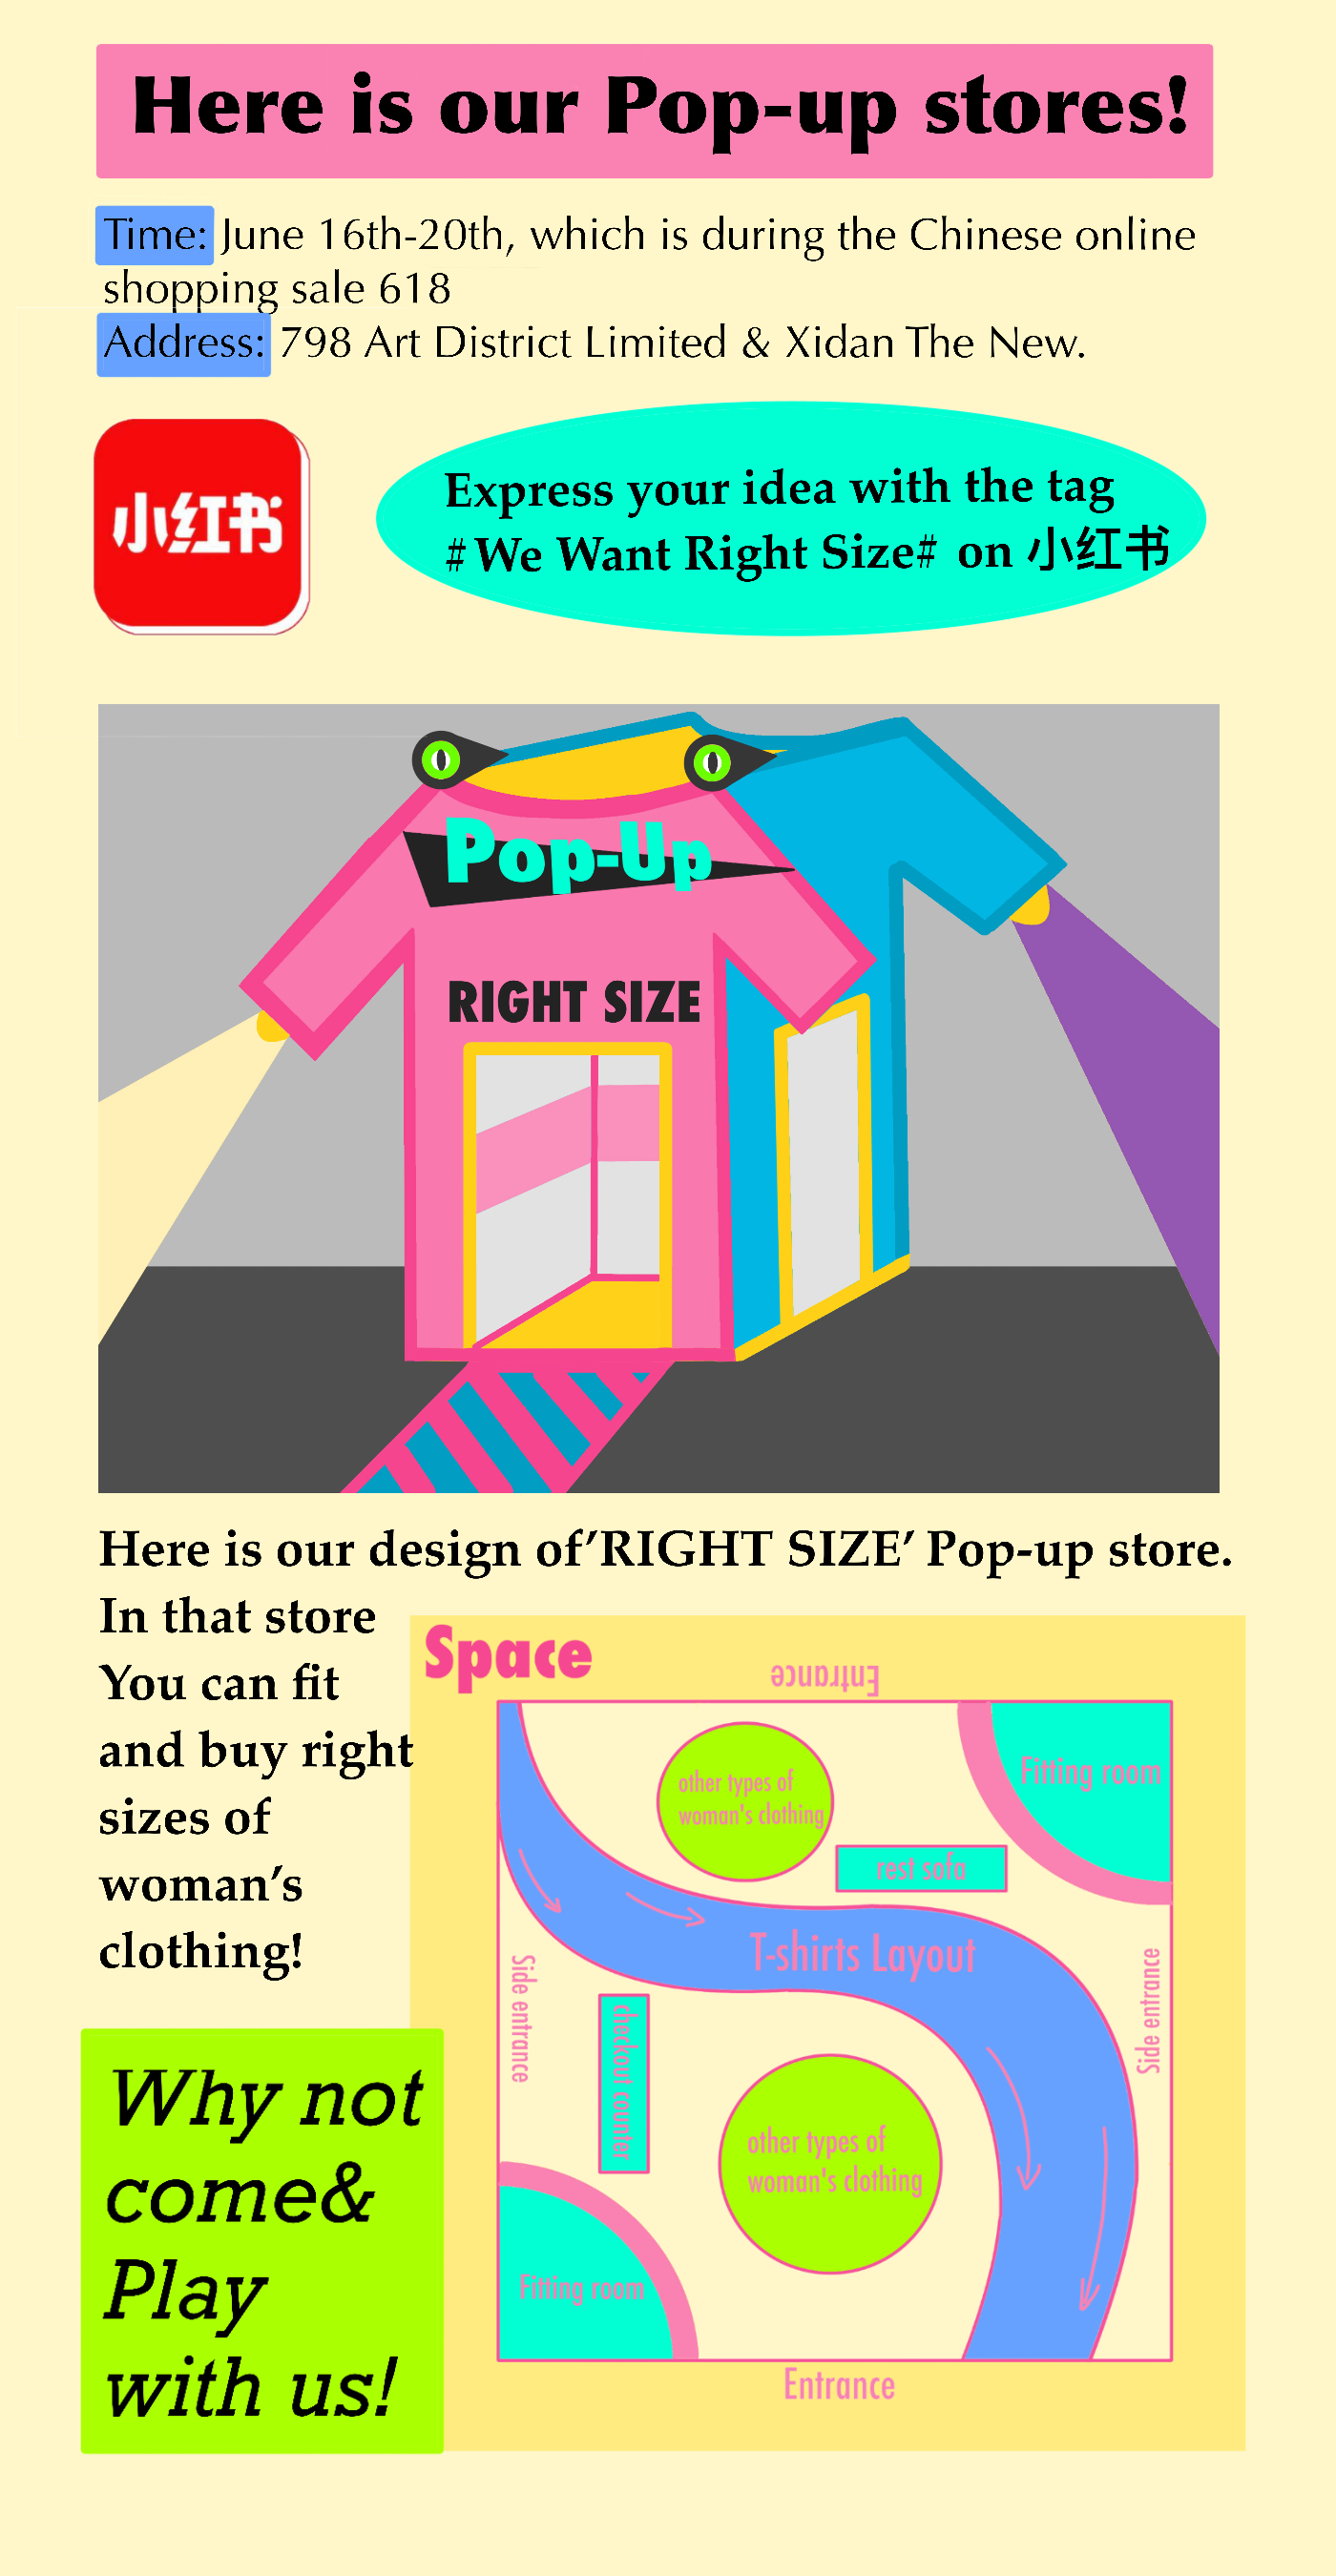 Here is our Pop-up stores!
Time: June 16th-20th, which is during the Chinese online
shopping sale 618
Address: 798 Art District Limited & Xidan The New.
小红书
Express your idea with the tag
#We Want Right Size# on 小红书
Pop-Up
RIGHT SIZE
Here is our design of’RIGHT SIZE’ Pop-up store.
In that store
You can fit
and buy right
sizes of
woman’s
clothing!
Why not
come&
Play
with us!
Space
Entrance
Fitting room
other types of
woman's clothing
rest sofa
T-shirts Layout
Side entrance
Side entrance
checkout counter
other types of
woman's clothing
Fitting room
Entrance